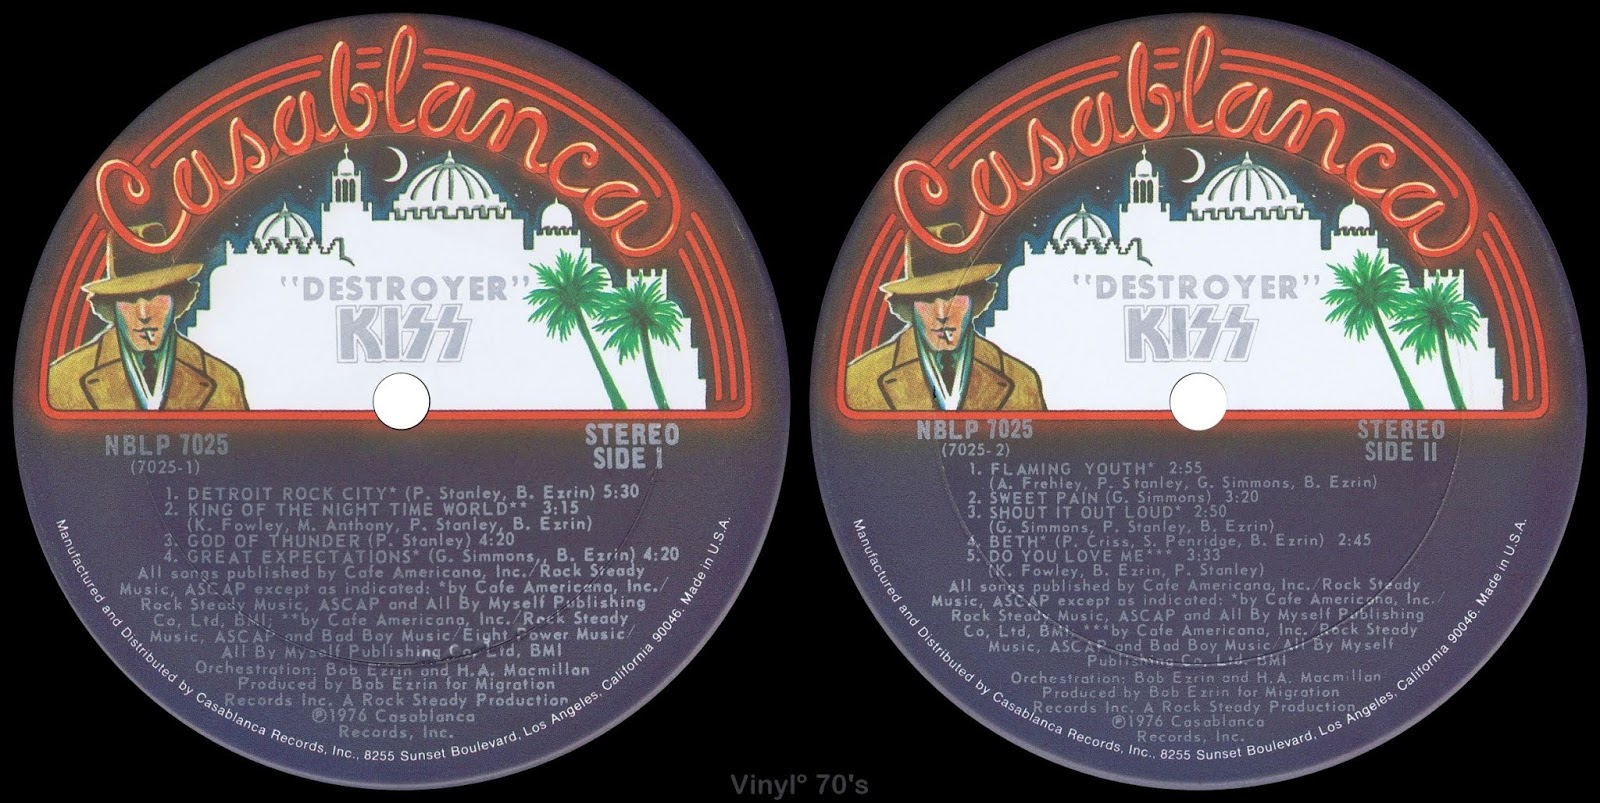 Casablanca
"DESTROYER"
KISS
NBLP 7025
(7025-1)
STEREO
SIDE I
1. DETROIT ROCK CITY* (P. Stanley, B. Ezrin) 5:30
2. KING OF THE NIGHT TIME WORLD** 3:15
(K. Fowley, M. Anthony, P. Stanley, B. Ezrin)
3. GOD OF THUNDER (P. Stanley) 4:20
4. GREAT EXPECTATIONS* (G. Simmons, B. Ezrin) 4:20
All songs published by Cafe Americana, Inc./Rock Steady
Music, ASCAP except as indicated: *by Cafe Americana, Inc./
Rock Steady Music, ASCAP and All By Myself Publishing
Co, Ltd, BMI; **by Cafe Americana, Inc./Rock Steady
Music, ASCAP and Bad Boy Music/Eight Power Music/
All By Myself Publishing Co, Ltd, BMI
Orchestration: Bob Ezrin and H.A. Macmillan
Produced by Bob Ezrin for Migration
Records Inc. A Rock Steady Production
℗1976 Casablanca
Records, Inc.
Manufactured and Distributed by Casablanca Records, Inc., 8255 Sunset Boulevard, Los Angeles, California 90046. Made in U.S.A.
Casablanca
"DESTROYER"
KISS
NBLP 7025
(7025-2)
STEREO
SIDE II
1. FLAMING YOUTH* 2:55
(A. Frehley, P. Stanley, G. Simmons, B. Ezrin)
2. SWEET PAIN (G. Simmons) 3:20
3. SHOUT IT OUT LOUD* 2:50
(G. Simmons, P. Stanley, B. Ezrin)
4. BETH* (P. Criss, S. Penridge, B. Ezrin) 2:45
5. DO YOU LOVE ME*** 3:33
(K. Fowley, B. Ezrin, P. Stanley)
All songs published by Cafe Americana, Inc./Rock Steady
Music, ASCAP except as indicated: *by Cafe Americana, Inc./
Rock Steady Music, ASCAP and All By Myself Publishing
Co, Ltd, BMI; ***by Cafe Americana, Inc./Rock Steady
Music, ASCAP and Bad Boy Music/All By Myself
Publishing Co, Ltd, BMI
Orchestration: Bob Ezrin and H.A. Macmillan
Produced by Bob Ezrin for Migration
Records Inc. A Rock Steady Production
℗1976 Casablanca
Records, Inc.
Manufactured and Distributed by Casablanca Records, Inc., 8255 Sunset Boulevard, Los Angeles, California 90046. Made in U.S.A.
Vinyl° 70's